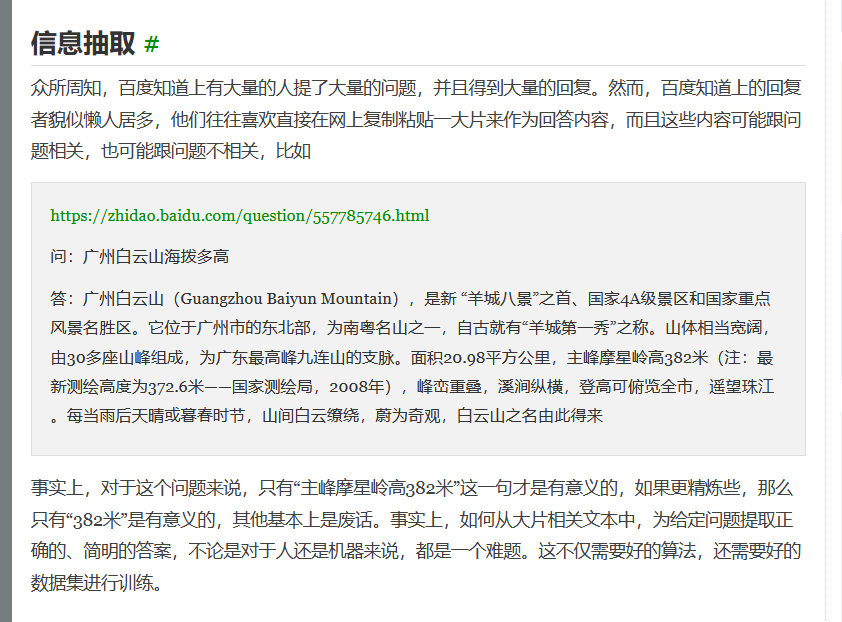 信息抽取 #
众所周知，百度知道上有大量的人提了大量的问题，并且得到大量的回复。然而，百度知道上的回复
者貌似懒人居多，他们往往喜欢直接在网上复制粘贴一大片来作为回答内容，而且这些内容可能跟问
题相关，也可能跟问题不相关，比如
https://zhidao.baidu.com/question/557785746.html
问：广州白云山海拨多高
答：广州白云山（Guangzhou Baiyun Mountain），是新 “羊城八景”之首、国家4A级景区和国家重点
风景名胜区。它位于广州市的东北部，为南粤名山之一，自古就有“羊城第一秀”之称。山体相当宽阔，
由30多座山峰组成，为广东最高峰九连山的支脉。面积20.98平方公里，主峰摩星岭高382米（注：最
新测绘高度为372.6米——国家测绘局，2008年），峰峦重叠，溪涧纵横，登高可俯览全市，遥望珠江
。每当雨后天晴或暮春时节，山间白云缭绕，蔚为奇观，白云山之名由此得来
事实上，对于这个问题来说，只有“主峰摩星岭高382米”这一句才是有意义的，如果更精炼些，那么
只有“382米”是有意义的，其他基本上是废话。事实上，如何从大片相关文本中，为给定问题提取正
确的、简明的答案，不论是对于人还是机器来说，都是一个难题。这不仅需要好的算法，还需要好的
数据集进行训练。